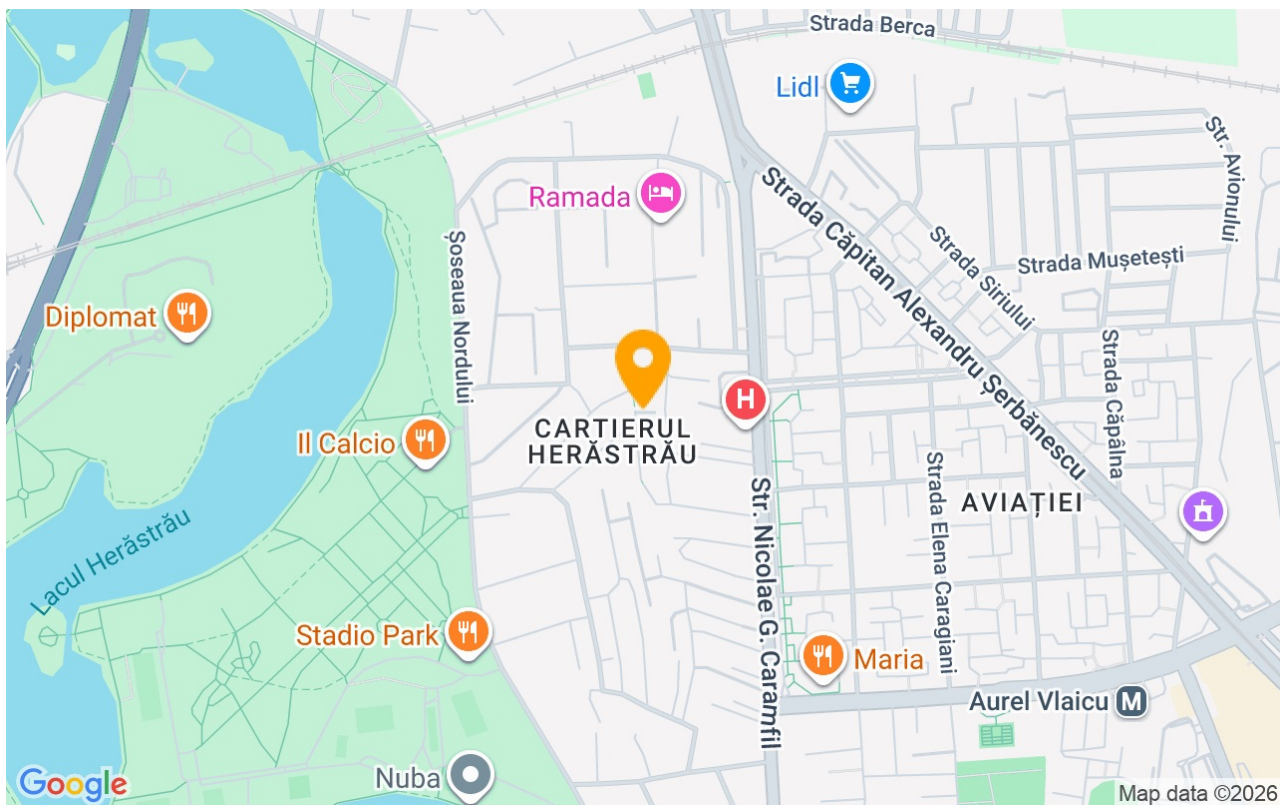 Strada Berca
Lidl
Str. Avionului
Ramada
Strada Căpitan Alexandru Șerbănescu
Strada Siriului
Strada Mușetești
Șoseaua Nordului
Diplomat
Strada Căpâlna
H
CARTIERUL
HERĂSTRĂU
Il Calcio
Str. Nicolae G. Caramfil
Strada Elena Caragiani
AVIAȚIEI
Lacul Herăstrău
Stadio Park
Maria
Aurel Vlaicu M
Nuba
Google
Map data ©2026